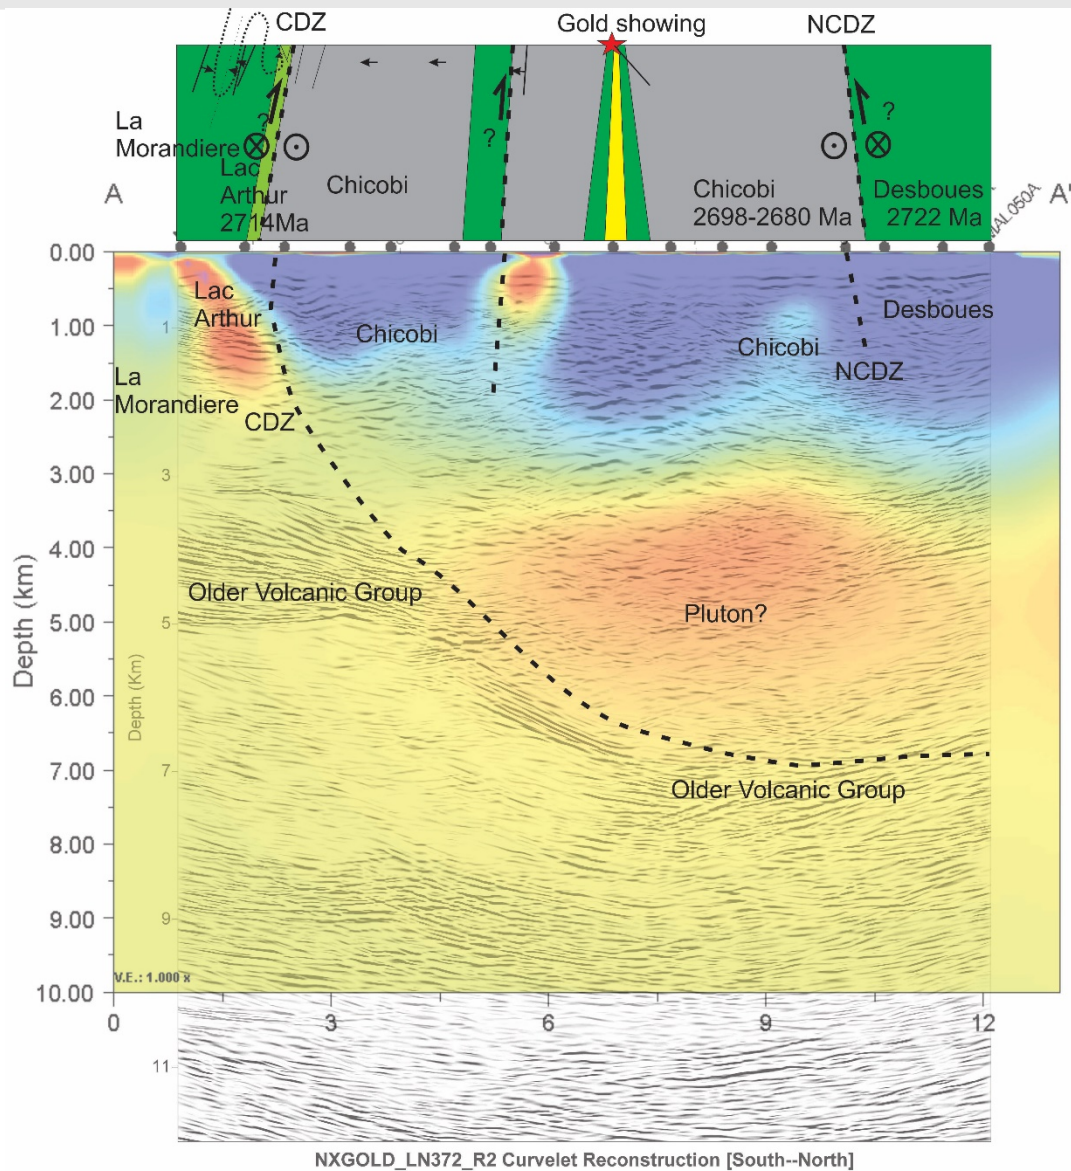 CDZ
Gold showing
NCDZ
?
La
Morandiere
Lac
Arthur
2714Ma
Chicobi
?
Chicobi
2698-2680 Ma
?
Desboues
2722 Ma
A
A'
0.00
Lac
Arthur
Desboues
1.00
1
Chicobi
Chicobi
La
Morandiere
NCDZ
2.00
CDZ
3.00
3
4.00
Older Volcanic Group
Pluton?
5.00
5
Depth (km)
Depth (Km)
6.00
7.00
7
Older Volcanic Group
8.00
9.00
9
V.E.: 1.000 x
10.00
0
3
6
9
12
11
NXGOLD_LN372_R2 Curvelet Reconstruction [South--North]